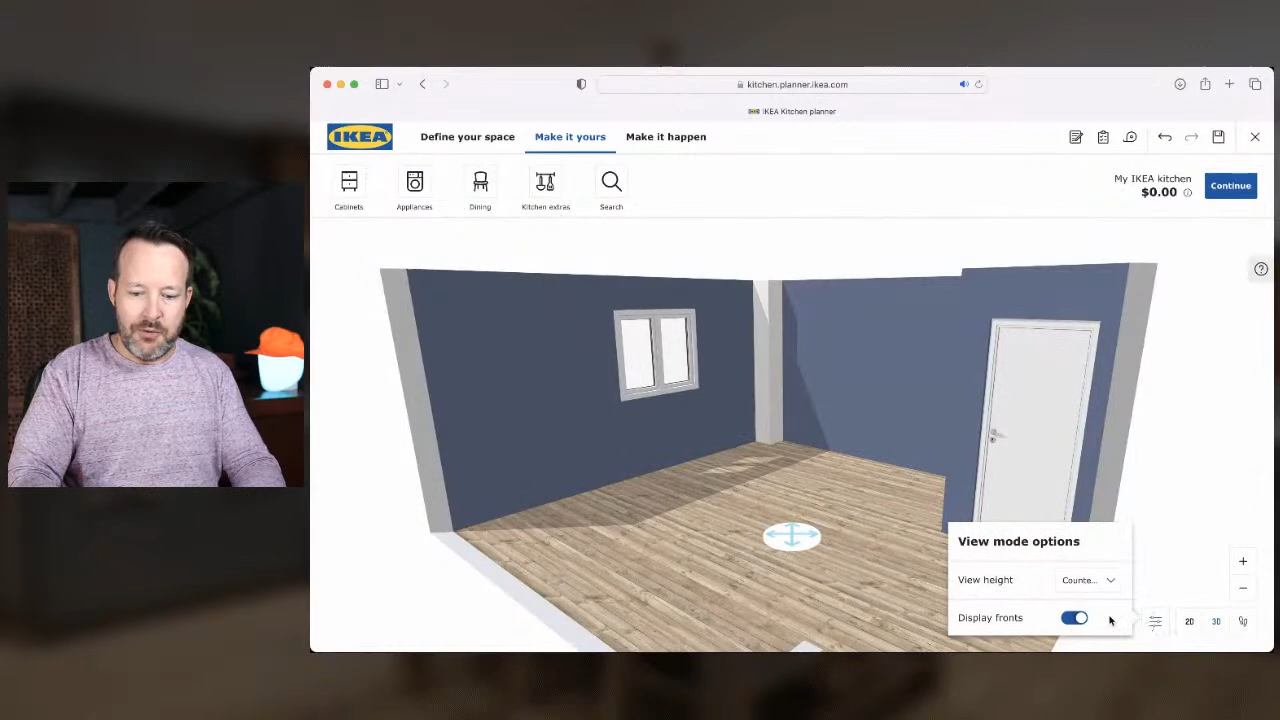 kitchen.planner.ikea.com
IKEA Kitchen planner
IKEA
Define your space
Make it yours
Make it happen
Cabinets
Appliances
Dining
Kitchen extras
Search
My IKEA kitchen
$0.00
Continue
View mode options
View height
Counte...
Display fronts
2D
3D